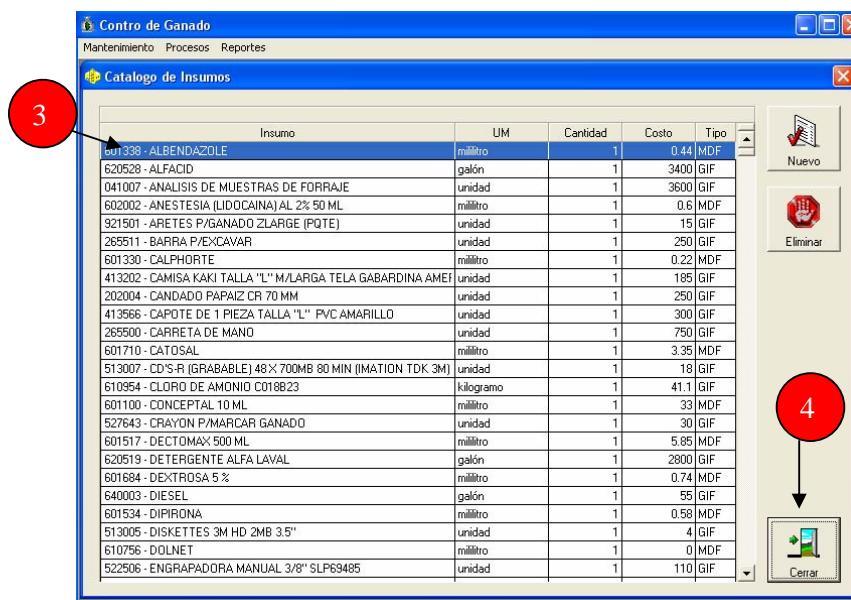 Contro de Ganado
Mantenimiento Procesos Reportes
Catalogo de Insumos
3
Insumo UM Cantidad Costo Tipo
601338 - ALBENDAZOLE mililitro 1 0.44 MDF
620528 - ALFACID galón 1 3400 GIF
041007 - ANALISIS DE MUESTRAS DE FORRAJE unidad 1 3600 GIF
602002 - ANESTESIA (LIDOCAINA) AL 2% 50 ML mililitro 1 0.6 MDF
921501 - ARETES P/GANADO ZLARGE (PQTE) unidad 1 15 GIF
265511 - BARRA P/EXCAVAR unidad 1 250 GIF
601330 - CALPHORTE mililitro 1 0.22 MDF
413202 - CAMISA KAKI TALLA "L" M/LARGA TELA GABARDINA AMEF unidad 1 185 GIF
202004 - CANDADO PAPAIZ CR 70 MM unidad 1 250 GIF
413566 - CAPOTE DE 1 PIEZA TALLA "L" PVC AMARILLO unidad 1 300 GIF
265500 - CARRETA DE MANO unidad 1 750 GIF
601710 - CATOSAL mililitro 1 3.35 MDF
513007 - CD'S-R (GRABABLE) 48 X 700MB 80 MIN (IMATION TDK 3M) unidad 1 18 GIF
610954 - CLORO DE AMONIO C018B23 kilogramo 1 41.1 GIF
601100 - CONCEPTAL 10 ML mililitro 1 33 MDF
527643 - CRAYON P/MARCAR GANADO unidad 1 30 GIF
601517 - DECTOMAX 500 ML mililitro 1 5.85 MDF
620519 - DETERGENTE ALFA LAVAL galón 1 2800 GIF
601684 - DEXTROSA 5 % mililitro 1 0.74 MDF
640003 - DIESEL galón 1 55 GIF
601534 - DIPIRONA mililitro 1 0.58 MDF
513005 - DISKETTES 3M HD 2MB 3.5" unidad 1 4 GIF
610756 - DOLNET mililitro 1 0 MDF
522506 - ENGRAPADORA MANUAL 3/8" SLP69485 unidad 1 110 GIF
Nuevo
Eliminar
4
Cerrar